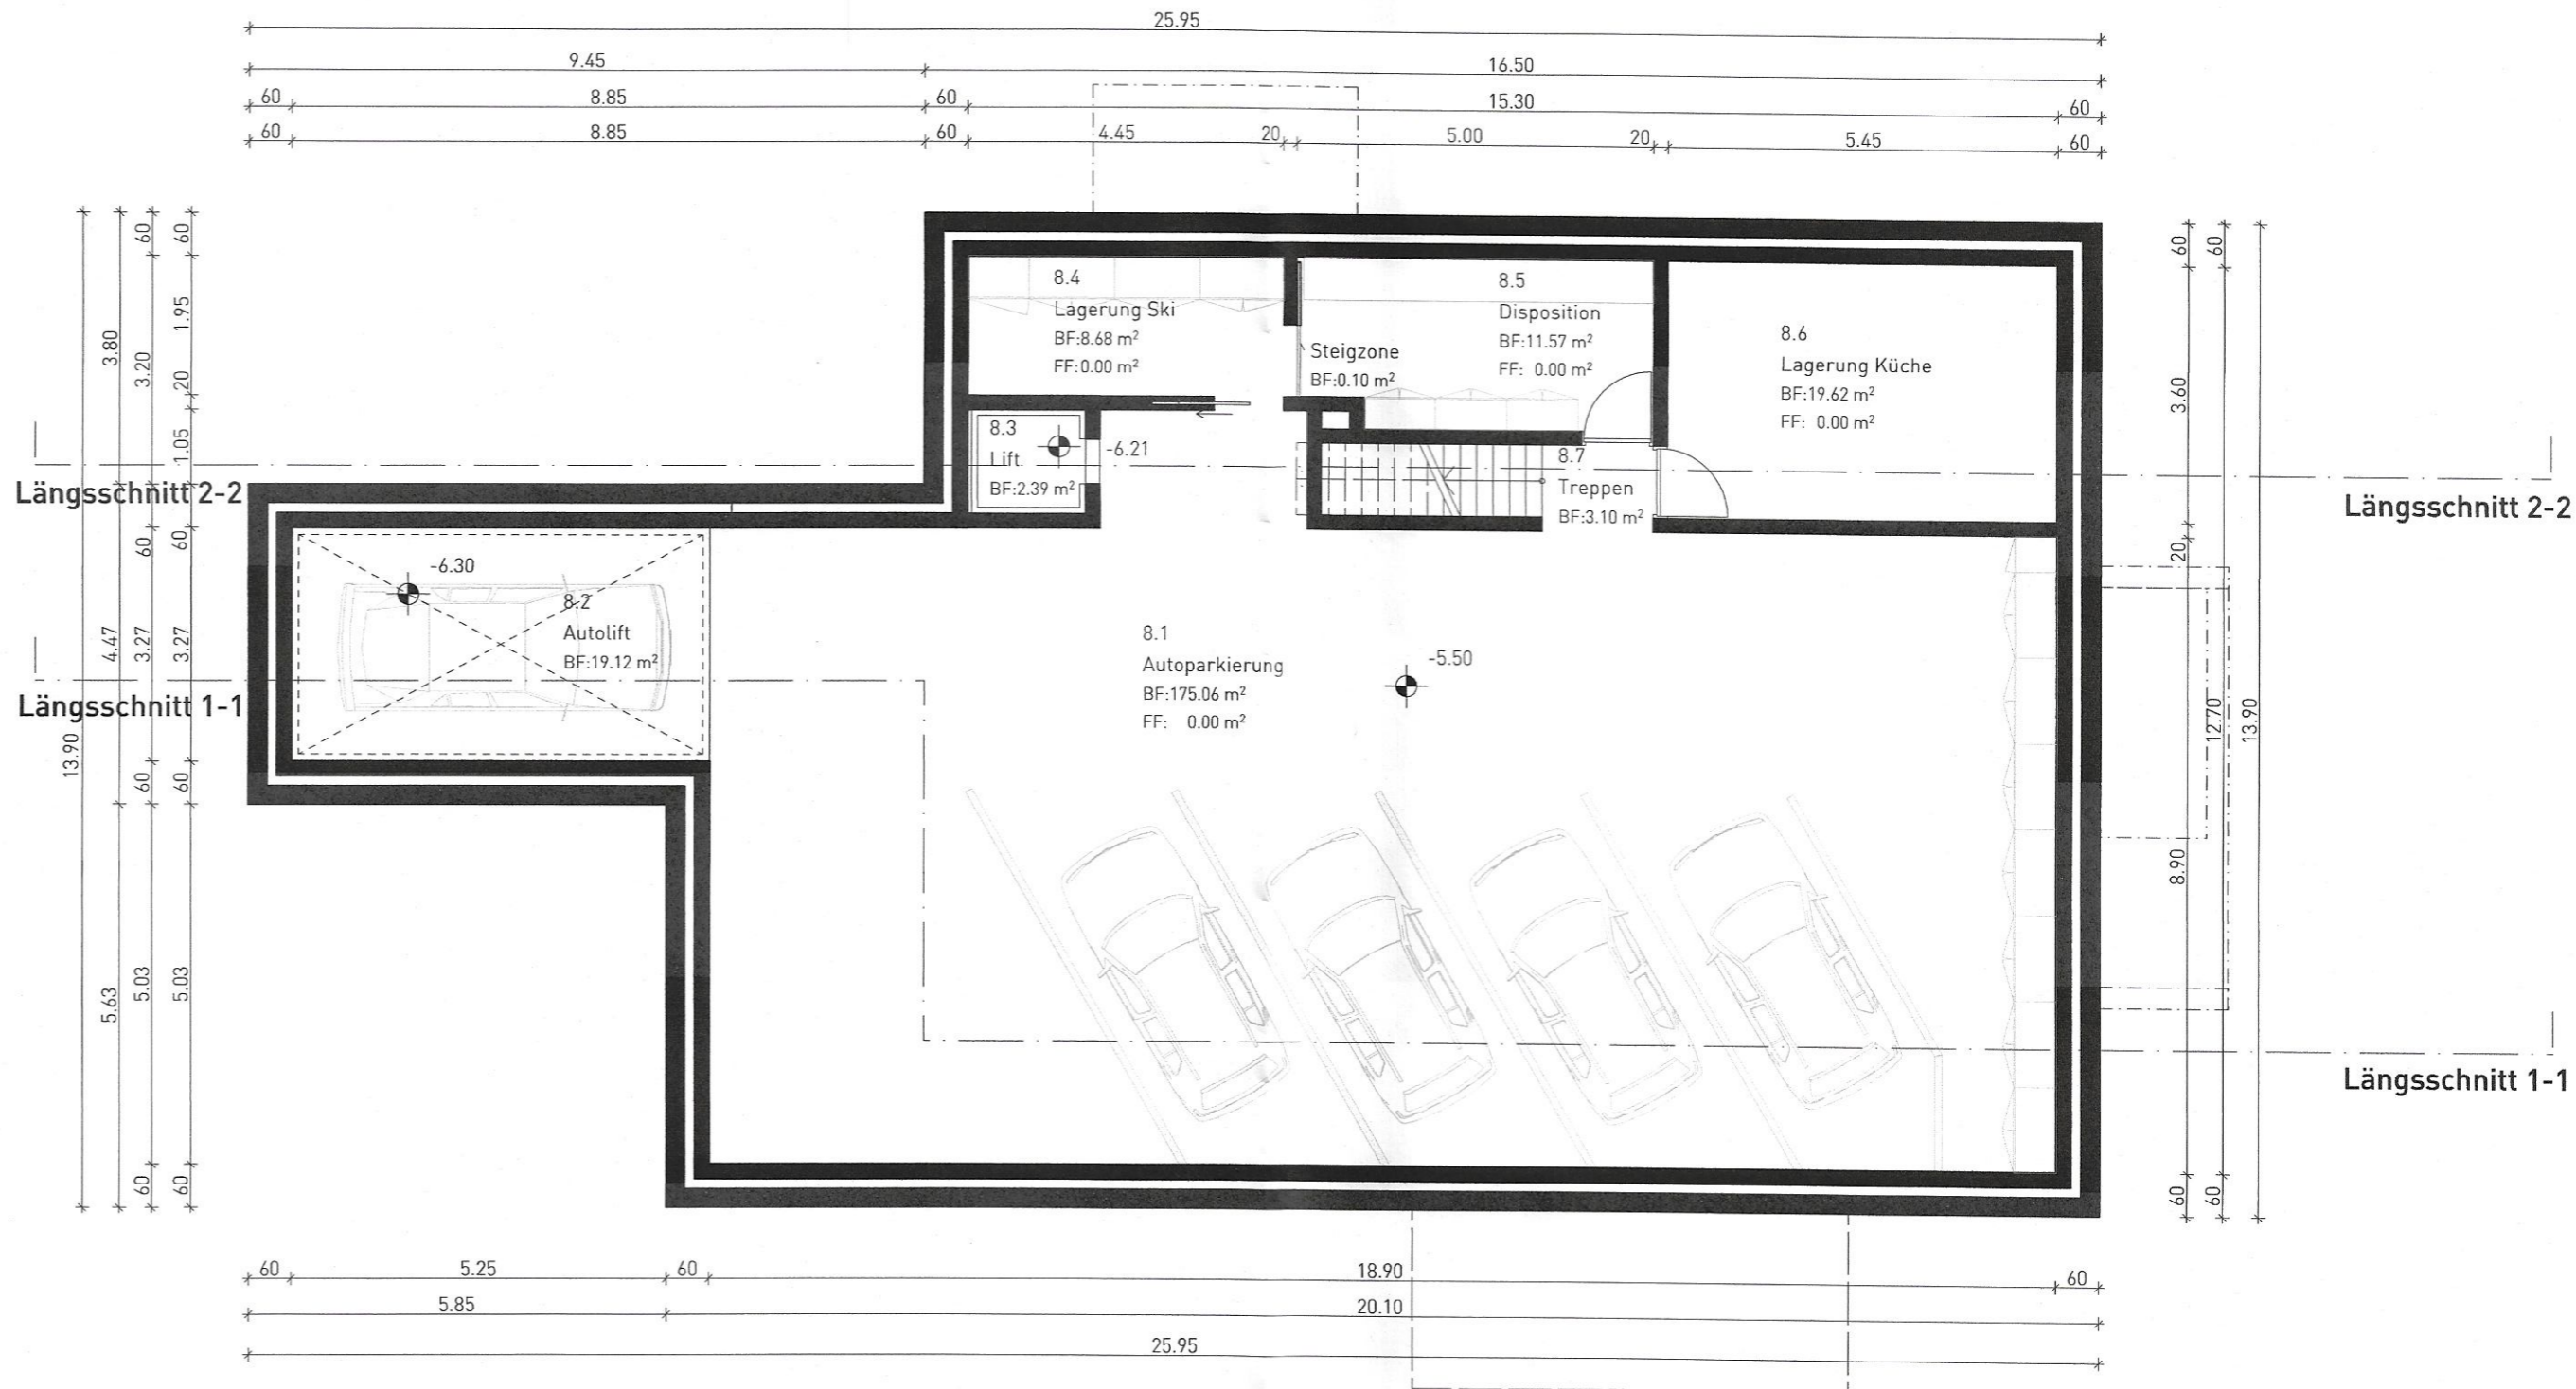 25.95
9.45 16.50
60 8.85 60 15.30 60
60 8.85 60 4.45 20 5.00 20 5.45 60
13.90
3.80 4.47 5.63
60 3.20 60 3.27 60 5.03 60
60 1.95 20 1.05 60 3.27 60 5.03 60
8.4
Lagerung Ski
BF:8.68 m²
FF:0.00 m²
Steigzone
BF:0.10 m²
8.5
Disposition
BF:11.57 m²
FF: 0.00 m²
8.6
Lagerung Küche
BF:19.62 m²
FF: 0.00 m²
8.3
Lift
BF:2.39 m²
-6.21
8.7
Treppen
BF:3.10 m²
Längsschnitt 2-2
Längsschnitt 2-2
-6.30
8.2
Autolift
BF:19.12 m²
8.1
Autoparkierung
BF:175.06 m²
FF: 0.00 m²
-5.50
Längsschnitt 1-1
Längsschnitt 1-1
60 3.60 20 8.90 60
60 12.70 60
13.90
60 5.25 60 18.90 60
5.85 20.10
25.95